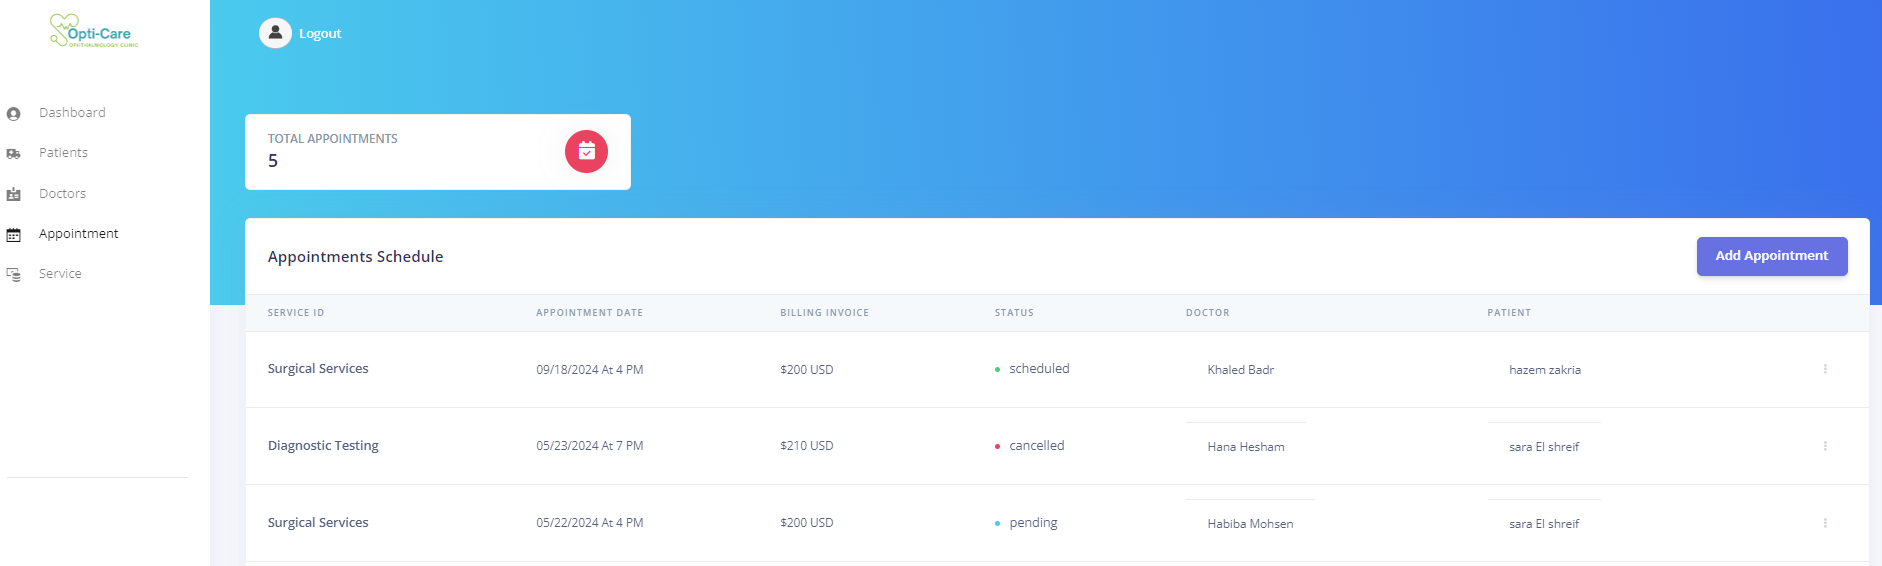 Opti-Care
OPHTHALMOLOGY CLINIC
Logout
Dashboard
Patients
Doctors
Appointment
Service
TOTAL APPOINTMENTS
5
Appointments Schedule
Add Appointment
SERVICE ID APPOINTMENT DATE BILLING INVOICE STATUS DOCTOR PATIENT
Surgical Services 09/18/2024 At 4 PM $200 USD scheduled Khaled Badr hazem zakria
Diagnostic Testing 05/23/2024 At 7 PM $210 USD cancelled Hana Hesham sara El shreif
Surgical Services 05/22/2024 At 4 PM $200 USD pending Habiba Mohsen sara El shreif